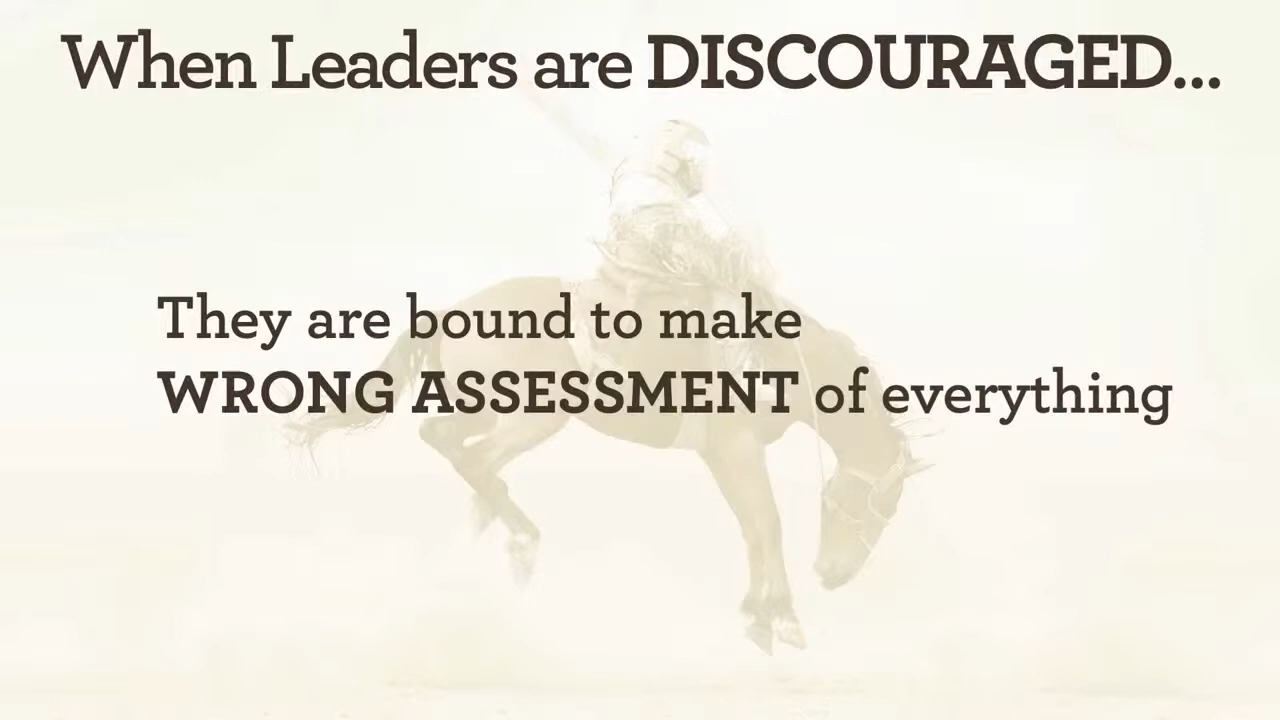 When Leaders are DISCOURAGED...
They are bound to make
WRONG ASSESSMENT of everything